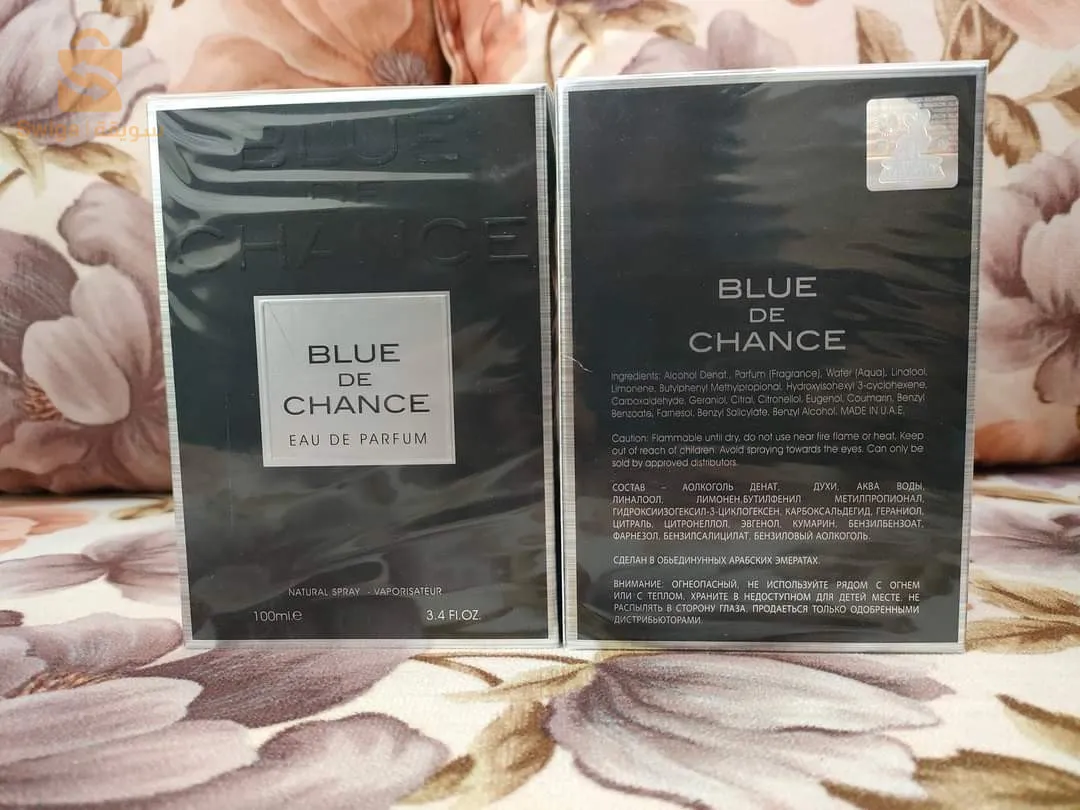 سويقة Swiqa
BLUE
DE
CHANCE
BLUE
DE
CHANCE
EAU DE PARFUM
NATURAL SPRAY - VAPORISATEUR
100ml.e 3.4 Fl.OZ.
BLUE
DE
CHANCE
Ingredients: Alcohol Denat., Parfum (Fragrance), Water (Aqua), Linalool,
Limonene, Butylphenyl Methylpropional, Hydroxyisohexyl 3-cyclohexene,
Carboxaldehyde, Geraniol, Citral, Citronellol, Eugenol, Coumarin, Benzyl
Benzoate, Farnesol, Benzyl Salicylate, Benzyl Alcohol. MADE IN U.A.E.
Caution: Flammable until dry, do not use near fire flame or heat. Keep
out of reach of children. Avoid spraying towards the eyes. Can only be
sold by approved distributors.
СОСТАВ – АОЛКОГОЛЬ ДЕНАТ, ДУХИ, АКВА ВОДЫ,
ЛИНАЛООЛ, ЛИМОНЕН,БУТИЛФЕНИЛ МЕТИЛПРОПИОНАЛ,
ГИДРОКСИИЗОГЕКСИЛ-3-ЦИКЛОГЕКСЕН, КАРБОКСАЛЬДЕГИД, ГЕРАНИОЛ,
ЦИТРАЛЬ, ЦИТРОНЕЛЛОЛ, ЭВГЕНОЛ, КУМАРИН, БЕНЗИЛБЕНЗОАТ,
ФАРНЕЗОЛ, БЕНЗИЛСАЛИЦИЛАТ, БЕНЗИЛОВЫЙ АОЛКОГОЛЬ.
СДЕЛАН В ОБЬЕДИНУННЫХ АРАБСКИХ ЭМЕРАТАХ.
ВНИМАНИЕ: ОГНЕОПАСНЫЙ, НЕ ИСПОЛЬЗУЙТЕ РЯДОМ С ОГНЕМ
ИЛИ С ТЕПЛОМ, ХРАНИТЕ В НЕДОСТУПНОМ ДЛЯ ДЕТЕЙ МЕСТЕ, НЕ
РАСПЫЛЯТЬ В СТОРОНУ ГЛАЗА, ПРОДАЕТЬСЯ ТОЛЬКО ОДОБРЕННЫМИ
ДИСТРИБЬЮТОРАМИ.